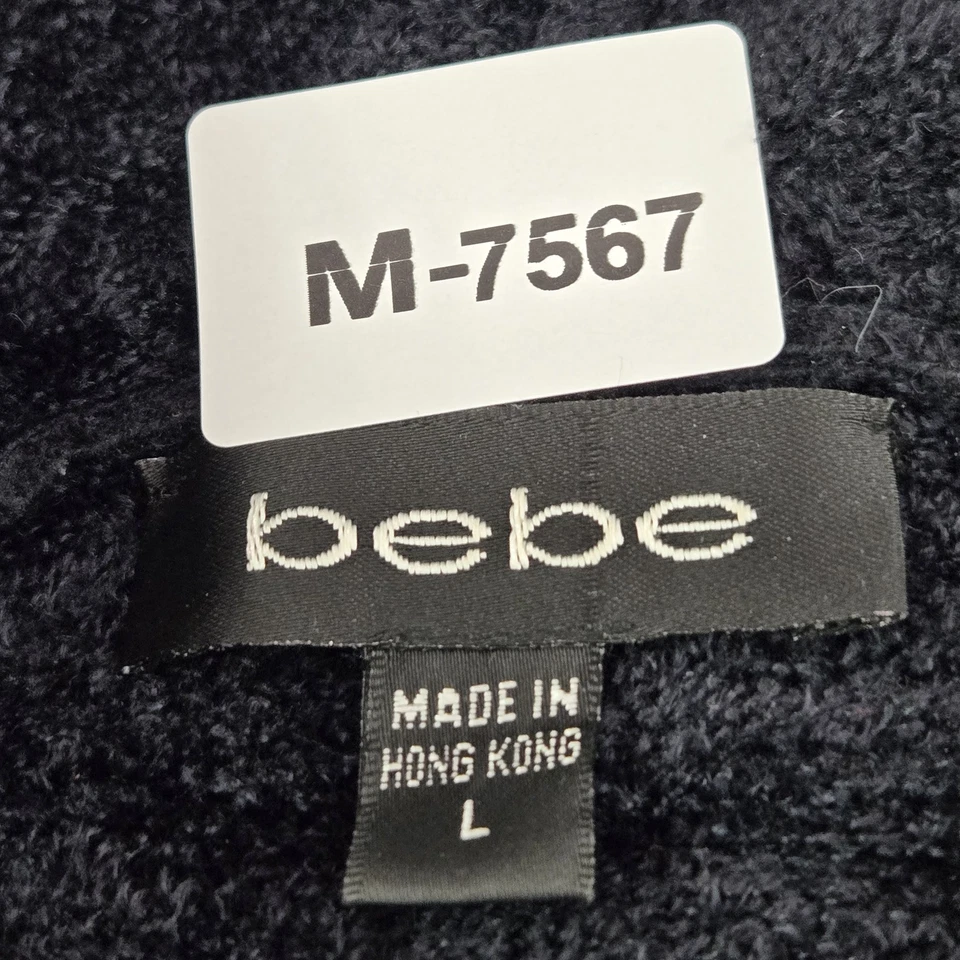 M-7567
bebe
MADE IN
HONG KONG
L